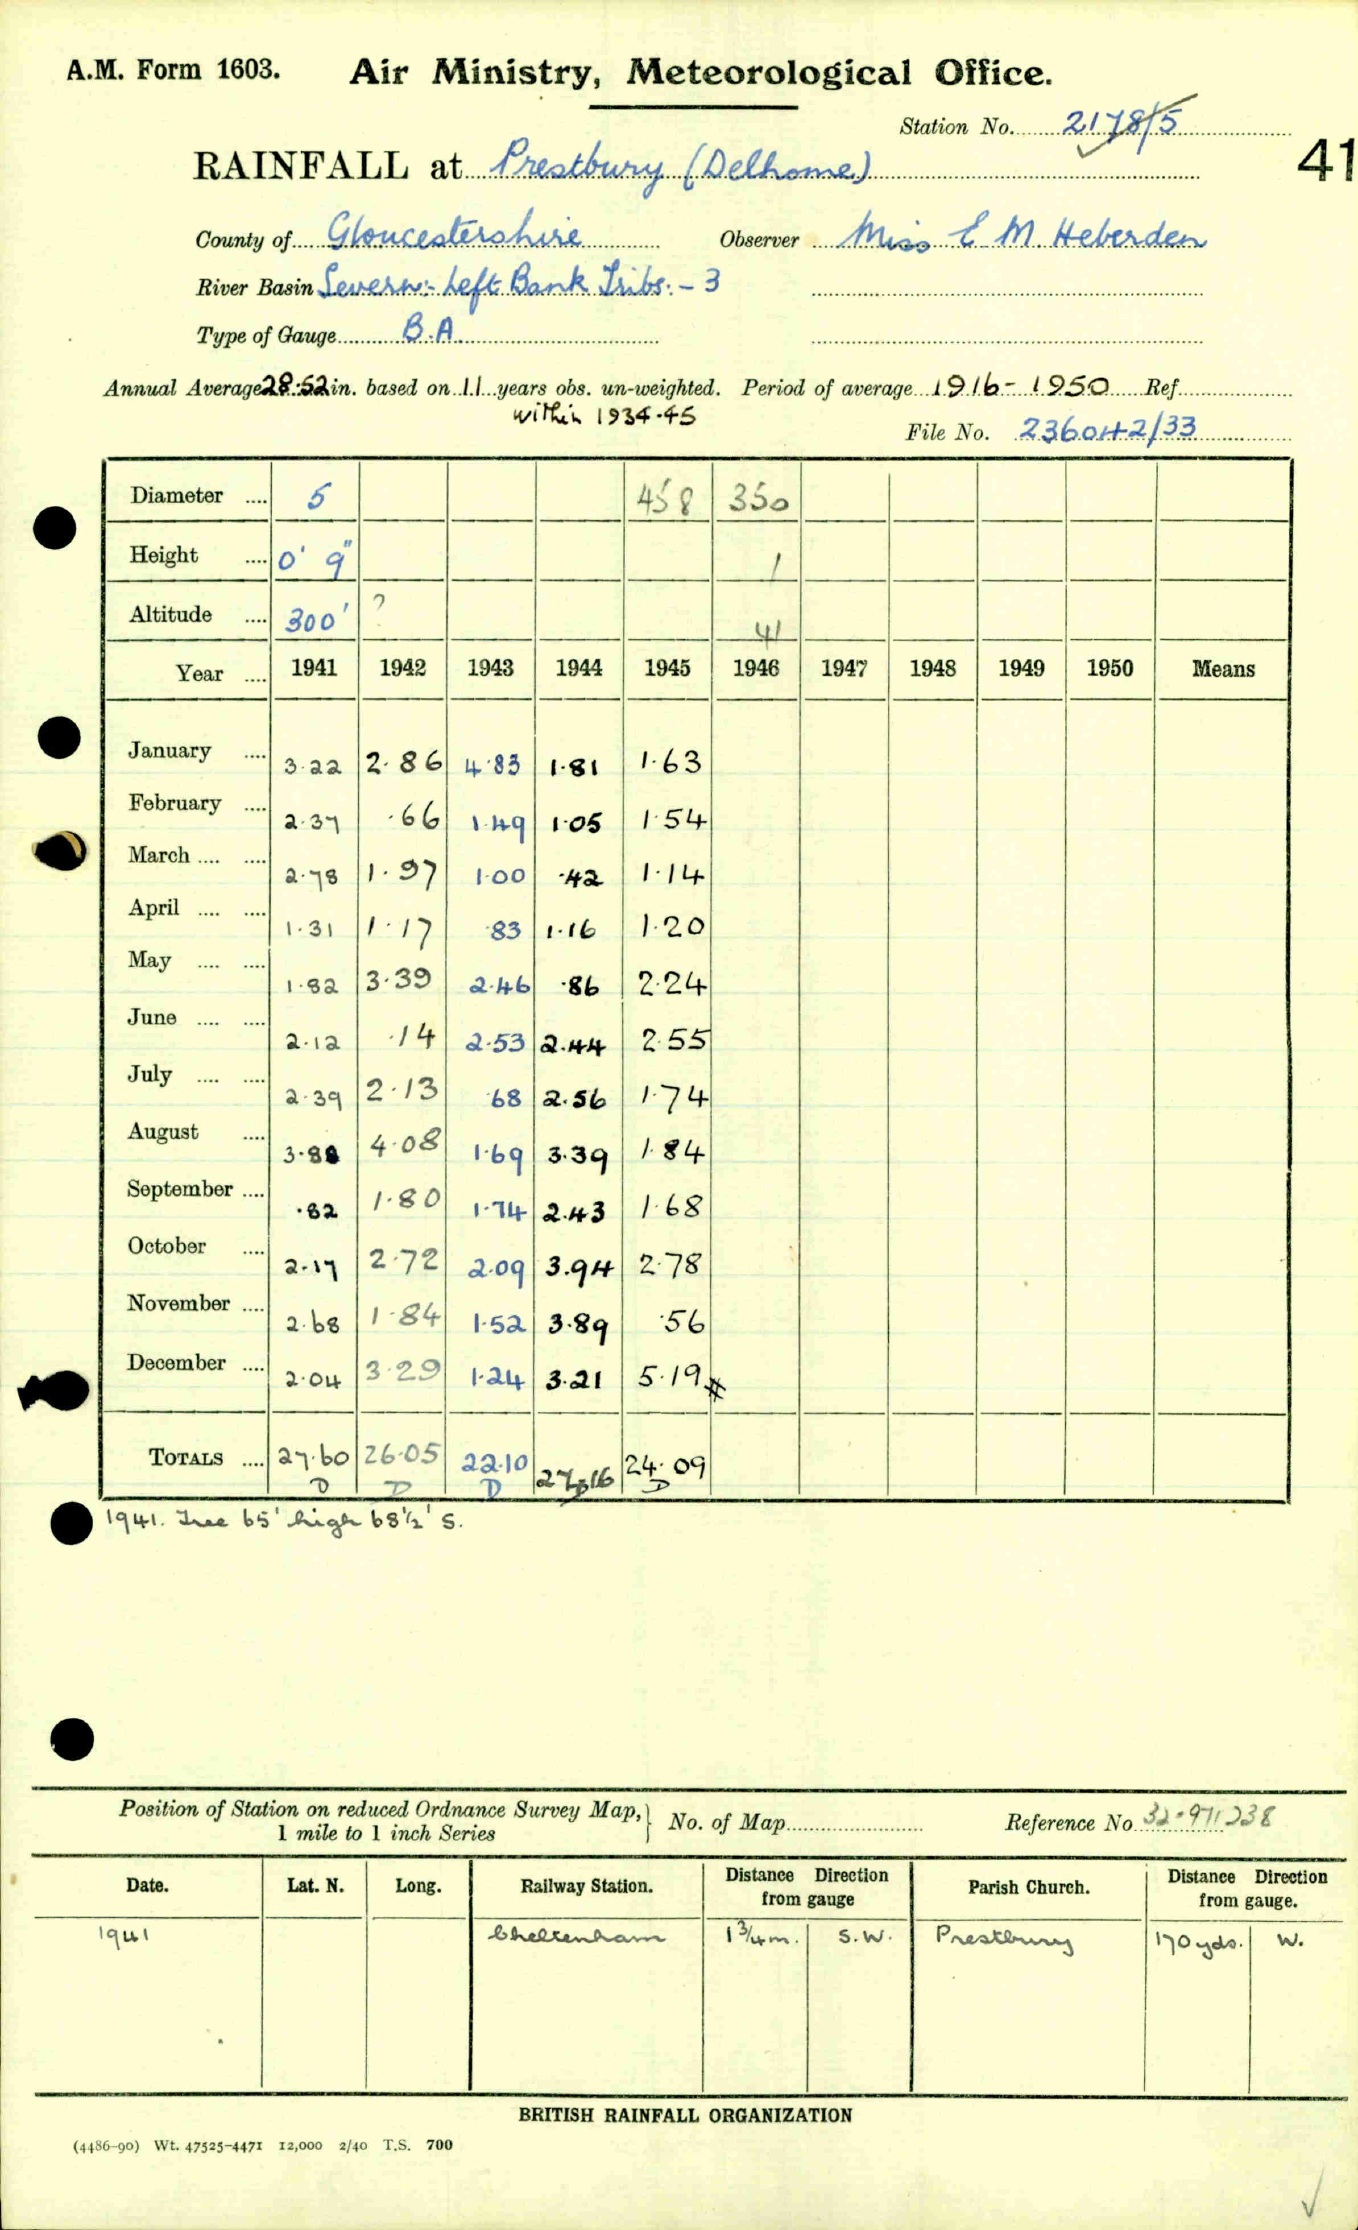 A.M. Form 1603. Air Ministry, Meteorological Office.
Station No. 2178/5
41
RAINFALL at Prestbury (Delhome)
County of Gloucestershire Observer Miss E M. Heberden
River Basin Severn:- Left Bank Tribs. - 3
Type of Gauge B.A.
Annual Average 28.52 in. based on 11 years obs. un-weighted. Period of average 1916 - 1950 Ref.
within 1934-45
File No. 236042/33
Diameter .... 5 458 350
Height .... 0' 9" 1
Altitude .... 300' ? 41
Year .... 1941 1942 1943 1944 1945 1946 1947 1948 1949 1950 Means
January .... 3.22 2.86 4.83 1.81 1.63
February .... 2.37 .66 1.49 1.05 1.54
March .... .... 2.78 1.97 1.00 .42 1.14
April .... .... 1.31 1.17 .83 1.16 1.20
May .... .... 1.82 3.39 2.46 .86 2.24
June .... .... 2.12 .14 2.53 2.44 2.55
July .... .... 2.39 2.13 .68 2.56 1.74
August .... 3.88 4.08 1.69 3.39 1.84
September .... .82 1.80 1.74 2.43 1.68
October .... 2.17 2.72 2.09 3.94 2.78
November .... 2.68 1.84 1.52 3.89 .56
December .... 2.04 3.29 1.24 3.21 5.19 #
TOTALS .... 27.60 26.05 22.10 27.16 24.09
D D D D D
1941. Tree 65' high 68½' S.
Position of Station on reduced Ordnance Survey Map, } No. of Map Reference No 32.971238
1 mile to 1 inch Series
Date. Lat. N. Long. Railway Station. Distance Direction from gauge Parish Church. Distance Direction from gauge.
1941 Cheltenham 1¾m. S.W. Prestbury 170 yds. W.
BRITISH RAINFALL ORGANIZATION
(4486-90) Wt. 47525-4471 12,000 2/40 T.S. 700